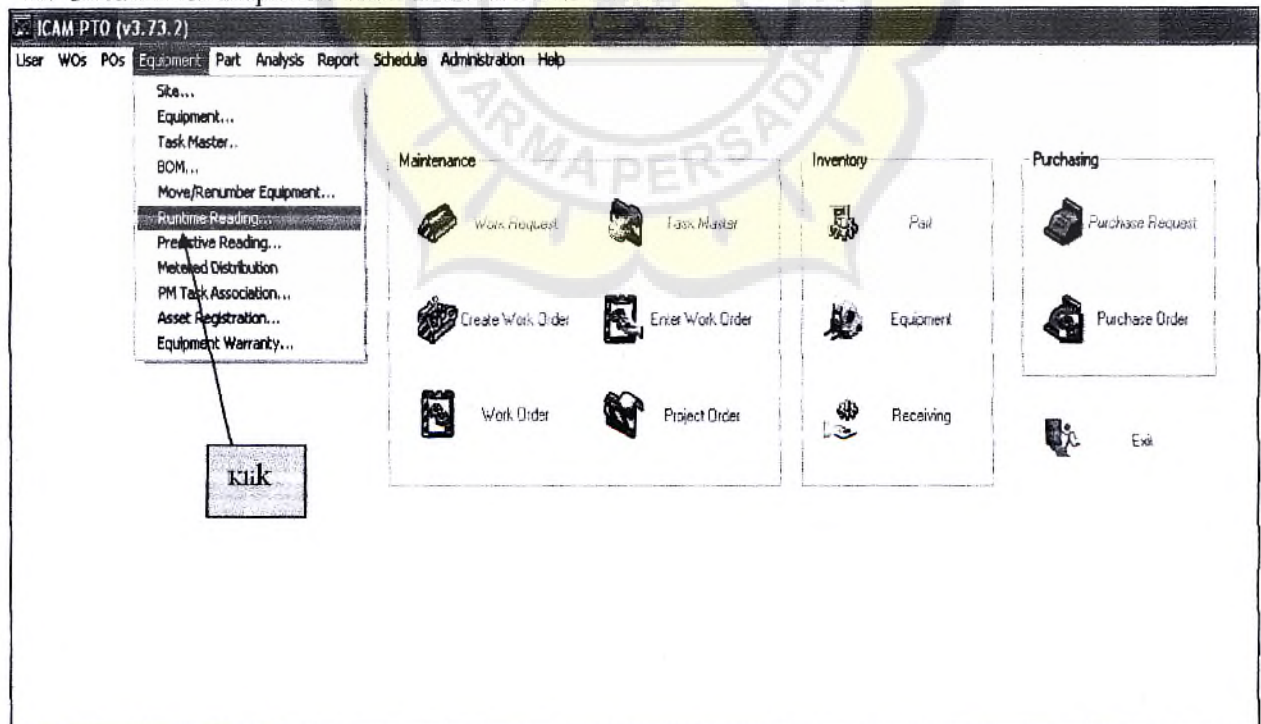 ICAM-PTO (v3.73.2)
User WOs POs Equipment Part Analysis Report Schedule Administration Help
Site...
Equipment...
Task Master..
BOM...
Move/Renumber Equipment...
Runtime Reading...
Predictive Reading...
Metered Distribution
PM Task Association...
Asset Registration...
Equipment Warranty...
klik
Maintenance
Work Request Task Master
Create Work Order Enter Work Order
Work Order Project Order
Inventory
Part
Equipment
Receiving
Purchasing
Purchase Request
Purchase Order
Exit
DARMA PERSADA